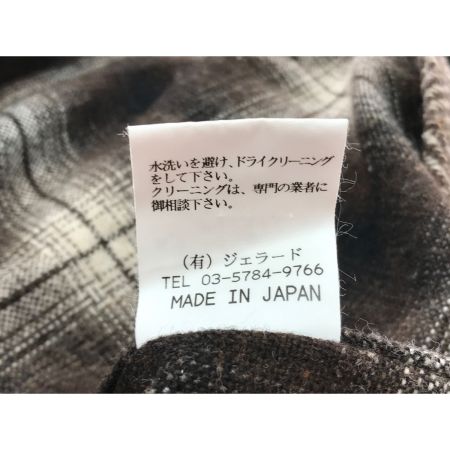 水洗いを避け、ドライクリーニング
をして下さい。
クリーニングは、専門の業者に
御相談下さい。
(有) ジェラード
TEL 03-5784-9766
MADE IN JAPAN